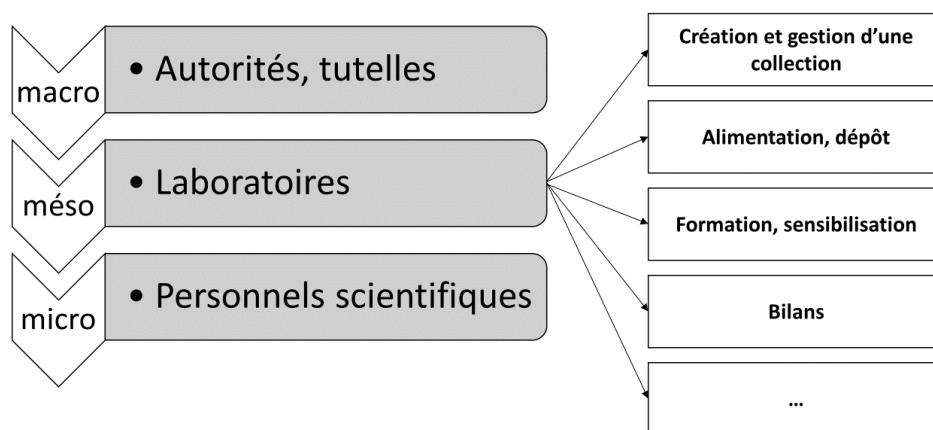 macro
• Autorités, tutelles
méso
• Laboratoires
micro
• Personnels scientifiques
Création et gestion d’une
collection
Alimentation, dépôt
Formation, sensibilisation
Bilans
...